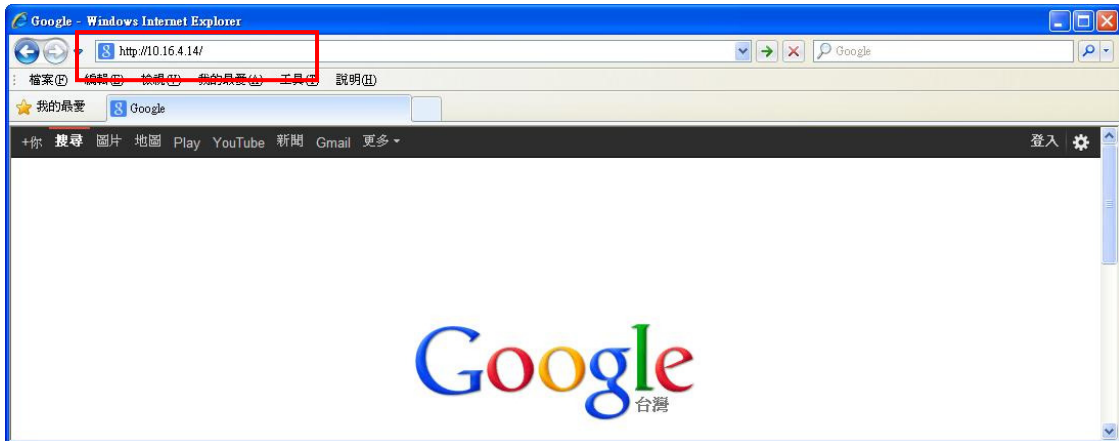 Google - Windows Internet Explorer
http://10.16.4.14/ Google
檔案(F) 編輯(E) 檢視(V) 我的最愛(A) 工具(T) 說明(H)
我的最愛 Google
+你 搜尋 圖片 地圖 Play YouTube 新聞 Gmail 更多 登入
Google
台灣